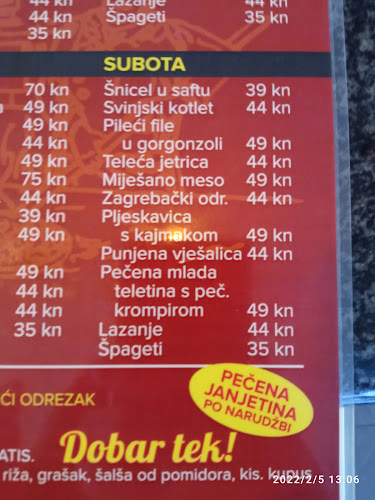 44 kn Lazanje 44 kn
44 kn Špageti 35 kn
35 kn
SUBOTA
70 kn Šnicel u saftu 39 kn
49 kn Svinjski kotlet 44 kn
49 kn Pileći file
44 kn u gorgonzoli 49 kn
49 kn Teleća jetrica 44 kn
75 kn Miješano meso 49 kn
44 kn Zagrebački odr. 44 kn
39 kn Pljeskavica
49 kn s kajmakom 49 kn
Punjena vješalica 44 kn
49 kn Pečena mlada
44 kn teletina s peč.
44 kn krompirom 49 kn
35 kn Lazanje 44 kn
Špageti 35 kn
PEČENA
JANJETINA
PO NARUDŽBI
ĆI ODREZAK
ATIS. Dobar tek!
riža, grašak, šalša od pomidora, kis. kupus
2022/2/5 13:06